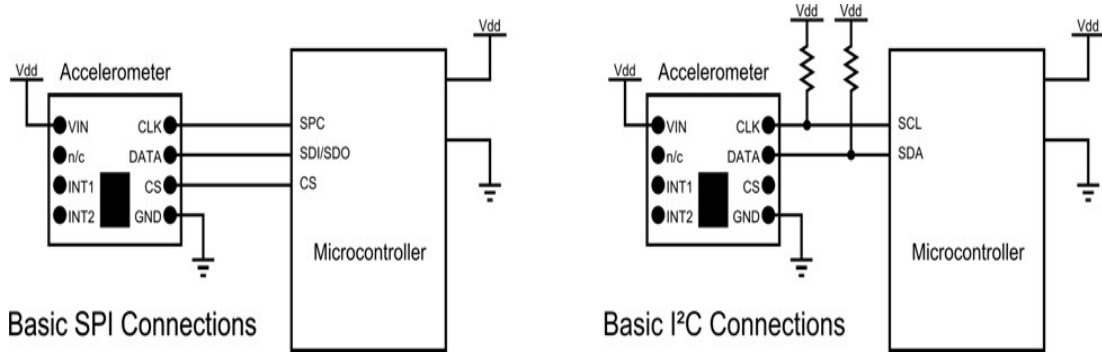 Vdd
Vdd
Accelerometer
VIN
CLK
SPC
n/c
DATA
SDI/SDO
INT1
CS
CS
INT2
GND
Microcontroller
Basic SPI Connections
Vdd
Vdd
Vdd
Vdd
Accelerometer
VIN
CLK
SCL
n/c
DATA
SDA
INT1
CS
INT2
GND
Microcontroller
Basic I²C Connections